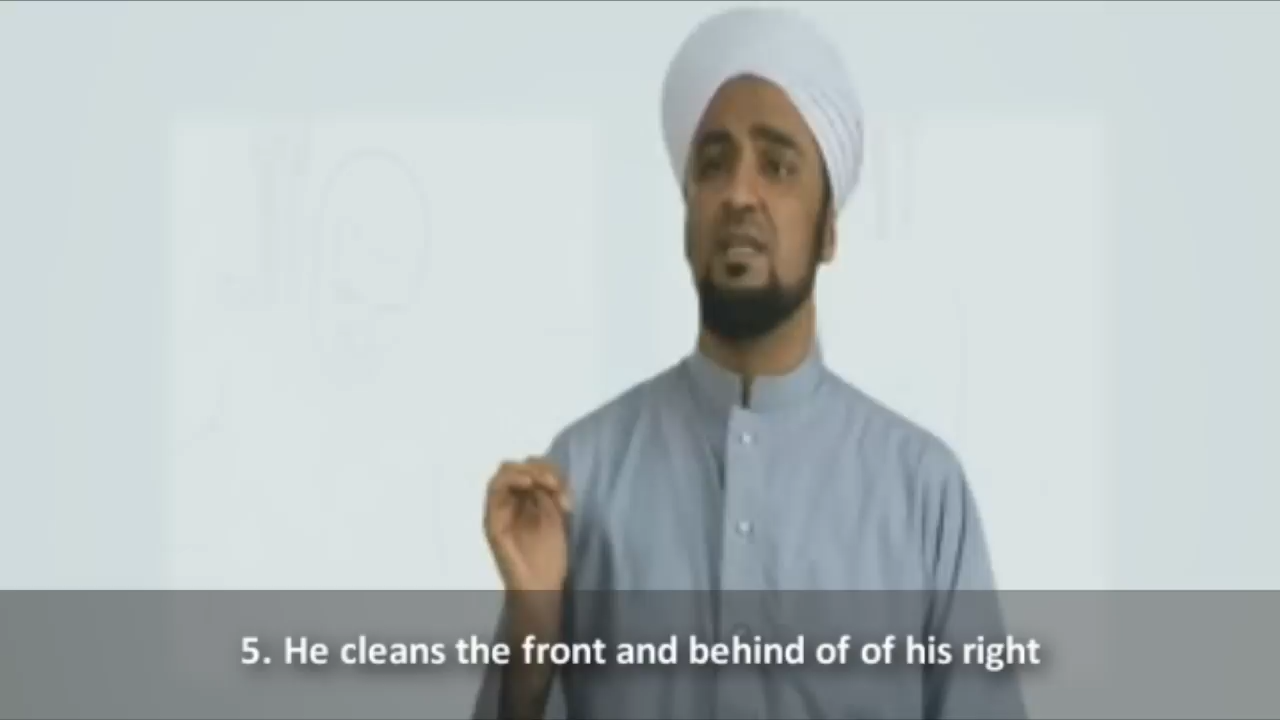 5. He cleans the front and behind of of his right